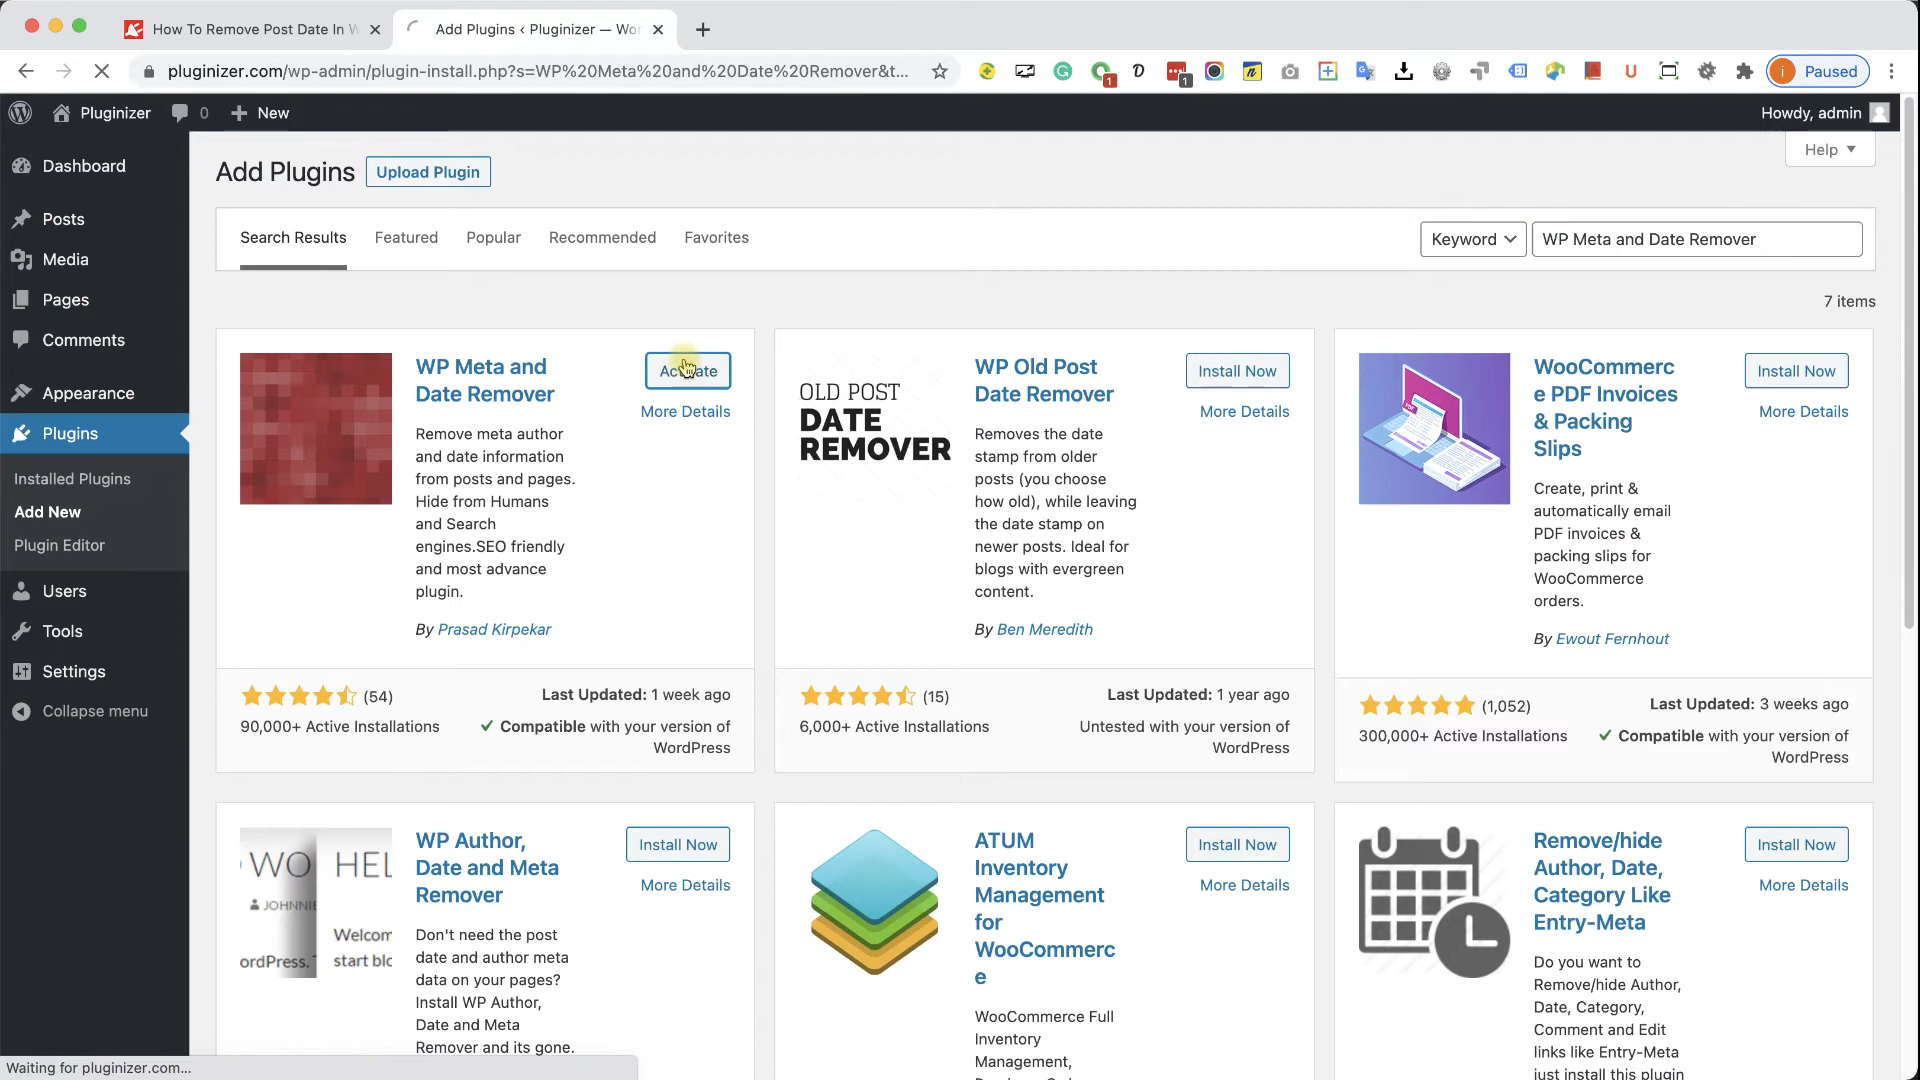 How To Remove Post Date In W
Add Plugins ‹ Pluginizer — Wor
pluginizer.com/wp-admin/plugin-install.php?s=WP%20Meta%20and%20Date%20Remover&t...
1
1
i
Paused
Pluginizer
0
New
Howdy, admin
Dashboard
Posts
Media
Pages
Comments
Appearance
Plugins
Installed Plugins
Add New
Plugin Editor
Users
Tools
Settings
Collapse menu
Add Plugins
Upload Plugin
Help
Search Results
Featured
Popular
Recommended
Favorites
Keyword
WP Meta and Date Remover
7 items
WP Meta and
Date Remover
Activate
More Details
Remove meta author
and date information
from posts and pages.
Hide from Humans
and Search
engines.SEO friendly
and most advance
plugin.
By Prasad Kirpekar
(54)
Last Updated: 1 week ago
90,000+ Active Installations
Compatible with your version of
WordPress
OLD POST
DATE
REMOVER
WP Old Post
Date Remover
Install Now
More Details
Removes the date
stamp from older
posts (you choose
how old), while leaving
the date stamp on
newer posts. Ideal for
blogs with evergreen
content.
By Ben Meredith
(15)
Last Updated: 1 year ago
6,000+ Active Installations
Untested with your version of
WordPress
PDF
WooCommerc
e PDF Invoices
& Packing
Slips
Install Now
More Details
Create, print &
automatically email
PDF invoices &
packing slips for
WooCommerce
orders.
By Ewout Fernhout
(1,052)
Last Updated: 3 weeks ago
300,000+ Active Installations
Compatible with your version of
WordPress
WO
HEL
JOHNNIE
Welcom
ordPress.
start blo
WP Author,
Date and Meta
Remover
Install Now
More Details
Don't need the post
date and author meta
data on your pages?
Install WP Author,
Date and Meta
Remover and its gone.
ATUM
Inventory
Management
for
WooCommerc
e
Install Now
More Details
WooCommerce Full
Inventory
Management,
Remove/hide
Author, Date,
Category Like
Entry-Meta
Install Now
More Details
Do you want to
Remove/hide Author,
Date, Category,
Comment and Edit
links like Entry-Meta
just install this plugin
Waiting for pluginizer.com...